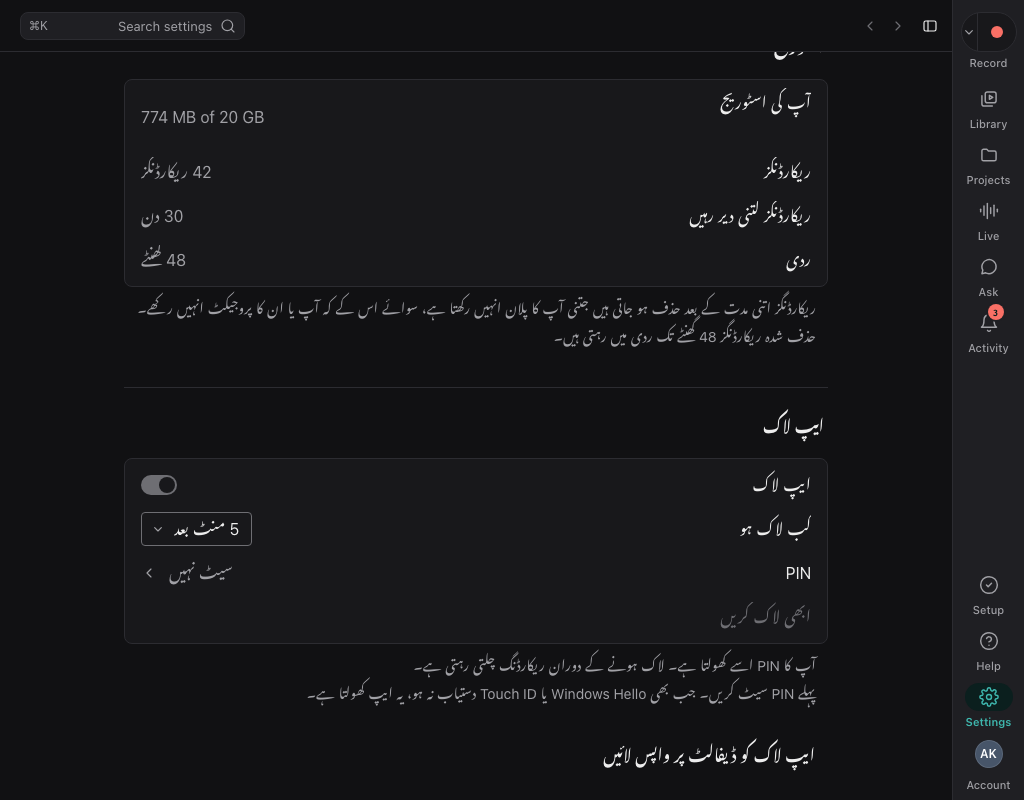 ⌘K
Search settings
Record
Library
Projects
Live
Ask
3
Activity
Setup
Help
Settings
AK
Account
آپ کی اسٹوریج
774 MB of 20 GB
ریکارڈنگز
42 ریکارڈنگز
ریکارڈنگز کتنی دیر رہیں
30 دن
ردی
48 گھنٹے
ریکارڈنگز اتنی مدت کے بعد حذف ہو جاتی ہیں جتنی آپ کا پلان انہیں رکھتا ہے، سوائے اس کے کہ آپ یا ان کا پروجیکٹ انہیں رکھے۔
حذف شدہ ریکارڈنگز 48 گھنٹے تک ردی میں رہتی ہیں۔
ایپ لاک
ایپ لاک
کب لاک ہو
5 منٹ بعد
PIN
سیٹ نہیں
ابھی لاک کریں
آپ کا PIN اسے کھولتا ہے۔ لاک ہونے کے دوران ریکارڈنگ چلتی رہتی ہے۔
پہلے PIN سیٹ کریں۔ جب بھی Windows Hello یا Touch ID دستیاب نہ ہو، یہ ایپ کھولتا ہے۔
ایپ لاک کو ڈیفالٹ پر واپس لائیں